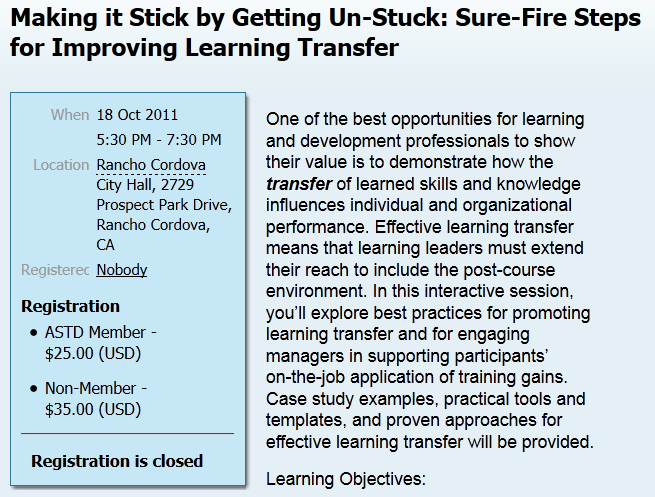 Making it Stick by Getting Un-Stuck: Sure-Fire Steps
for Improving Learning Transfer
When 18 Oct 2011
5:30 PM - 7:30 PM
Location Rancho Cordova
City Hall, 2729
Prospect Park Drive,
Rancho Cordova,
CA
Registerec Nobody
Registration
• ASTD Member -
$25.00 (USD)
• Non-Member -
$35.00 (USD)
Registration is closed
One of the best opportunities for learning
and development professionals to show
their value is to demonstrate how the
transfer of learned skills and knowledge
influences individual and organizational
performance. Effective learning transfer
means that learning leaders must extend
their reach to include the post-course
environment. In this interactive session,
you’ll explore best practices for promoting
learning transfer and for engaging
managers in supporting participants’
on-the-job application of training gains.
Case study examples, practical tools and
templates, and proven approaches for
effective learning transfer will be provided.
Learning Objectives: